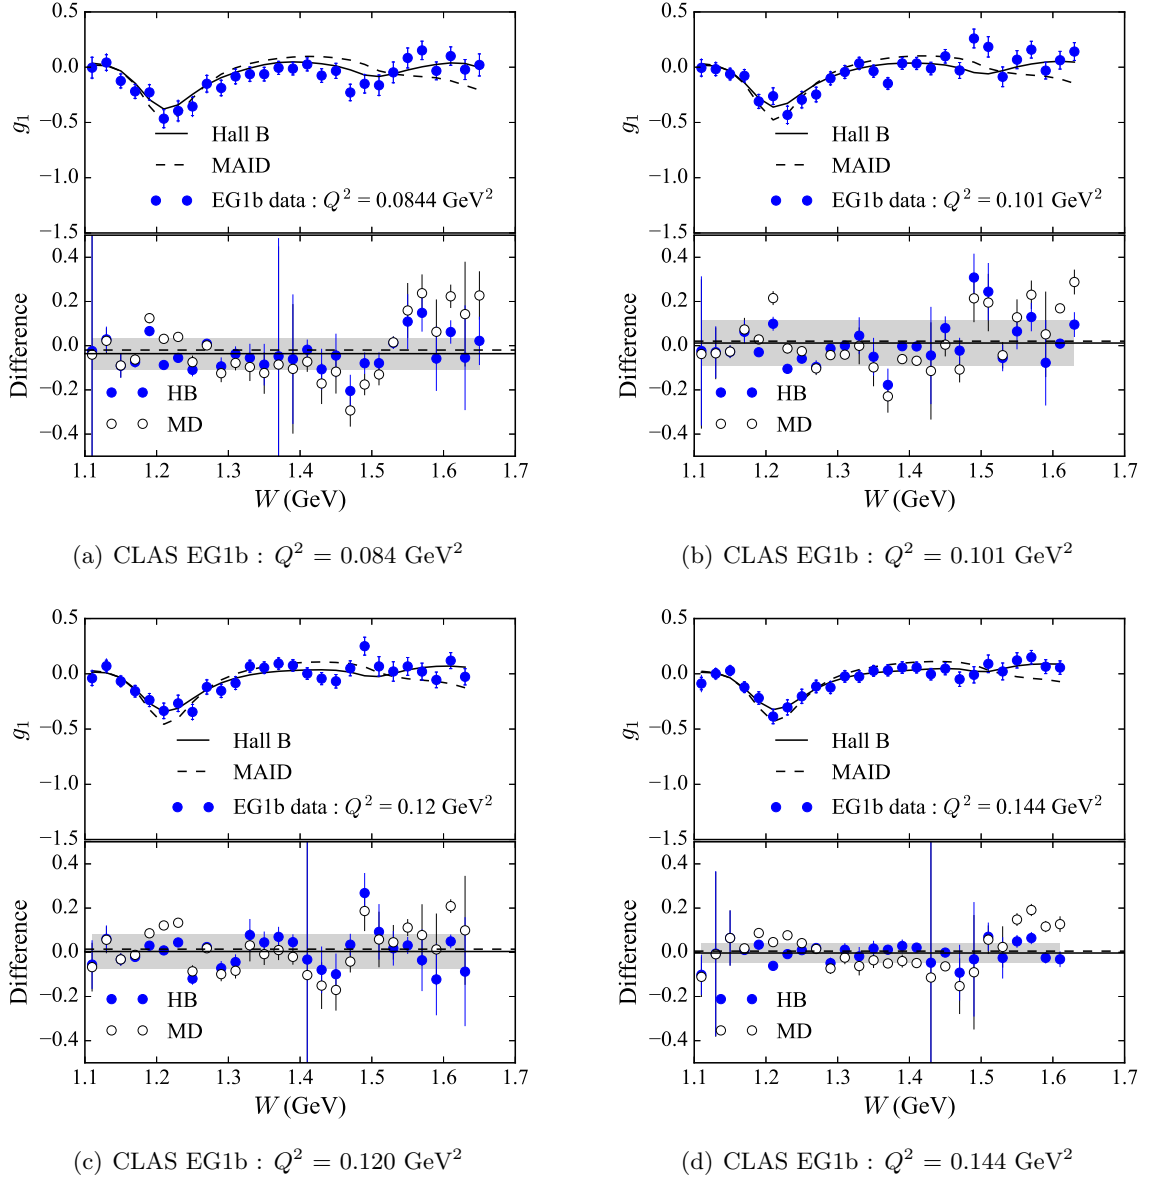 0.5
0.0
−0.5
−1.0
−1.5
g₁
Hall B
MAID
EG1b data : Q² = 0.0844 GeV²
0.4
0.2
0.0
−0.2
−0.4
Difference
HB
MD
1.1 1.2 1.3 1.4 1.5 1.6 1.7
W (GeV)
(a) CLAS EG1b : Q² = 0.084 GeV²
0.5
0.0
−0.5
−1.0
−1.5
g₁
Hall B
MAID
EG1b data : Q² = 0.101 GeV²
0.4
0.2
0.0
−0.2
−0.4
Difference
HB
MD
1.1 1.2 1.3 1.4 1.5 1.6 1.7
W (GeV)
(b) CLAS EG1b : Q² = 0.101 GeV²
0.5
0.0
−0.5
−1.0
−1.5
g₁
Hall B
MAID
EG1b data : Q² = 0.12 GeV²
0.4
0.2
0.0
−0.2
−0.4
Difference
HB
MD
1.1 1.2 1.3 1.4 1.5 1.6 1.7
W (GeV)
(c) CLAS EG1b : Q² = 0.120 GeV²
0.5
0.0
−0.5
−1.0
−1.5
g₁
Hall B
MAID
EG1b data : Q² = 0.144 GeV²
0.4
0.2
0.0
−0.2
−0.4
Difference
HB
MD
1.1 1.2 1.3 1.4 1.5 1.6 1.7
W (GeV)
(d) CLAS EG1b : Q² = 0.144 GeV²